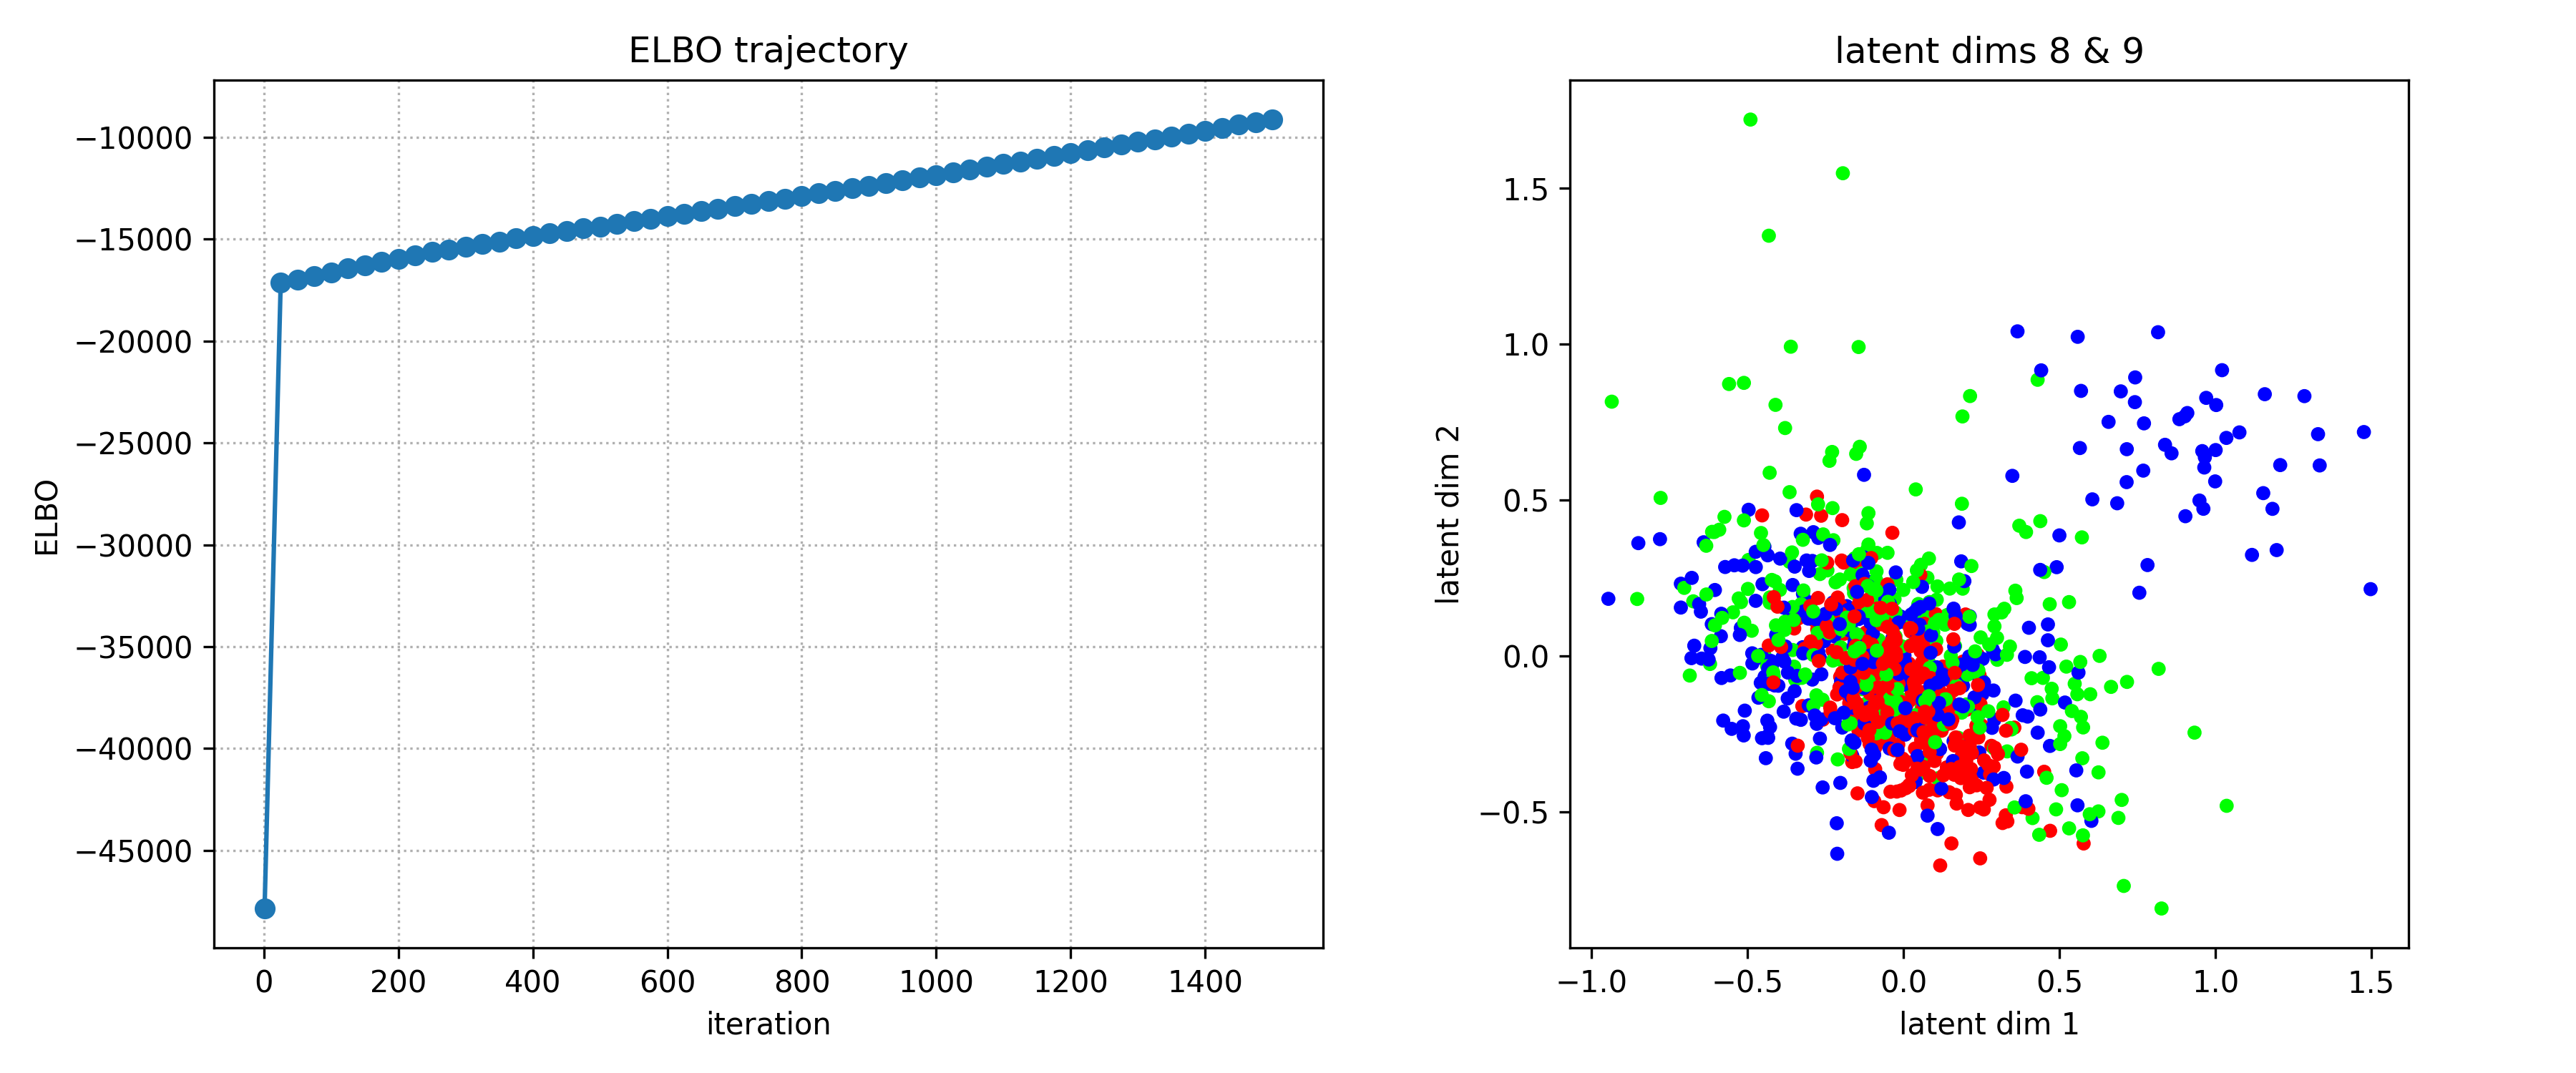 ELBO trajectory
ELBO
−10000
−15000
−20000
−25000
−30000
−35000
−40000
−45000
0 200 400 600 800 1000 1200 1400
iteration
latent dims 8 & 9
latent dim 2
1.5
1.0
0.5
0.0
−0.5
−1.0 −0.5 0.0 0.5 1.0 1.5
latent dim 1